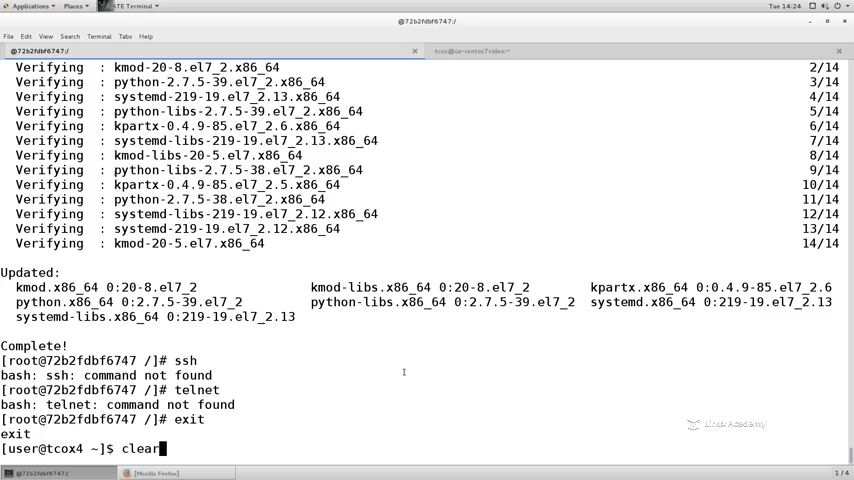 Applications Places MATE Terminal Tue 14:24
@72b2fdbf6747:/
File Edit View Search Terminal Tabs Help
@72b2fdbf6747:/ × tcox@ca-centos7video:~ ×
Verifying : kmod-20-8.el7_2.x86_64 2/14
Verifying : python-2.7.5-39.el7_2.x86_64 3/14
Verifying : systemd-219-19.el7_2.13.x86_64 4/14
Verifying : python-libs-2.7.5-39.el7_2.x86_64 5/14
Verifying : kpartx-0.4.9-85.el7_2.6.x86_64 6/14
Verifying : systemd-libs-219-19.el7_2.13.x86_64 7/14
Verifying : kmod-libs-20-5.el7.x86_64 8/14
Verifying : python-libs-2.7.5-38.el7_2.x86_64 9/14
Verifying : kpartx-0.4.9-85.el7_2.5.x86_64 10/14
Verifying : python-2.7.5-38.el7_2.x86_64 11/14
Verifying : systemd-libs-219-19.el7_2.12.x86_64 12/14
Verifying : systemd-219-19.el7_2.12.x86_64 13/14
Verifying : kmod-20-5.el7.x86_64 14/14
Updated:
kmod.x86_64 0:20-8.el7_2 kmod-libs.x86_64 0:20-8.el7_2 kpartx.x86_64 0:0.4.9-85.el7_2.6
python.x86_64 0:2.7.5-39.el7_2 python-libs.x86_64 0:2.7.5-39.el7_2 systemd.x86_64 0:219-19.el7_2.13
systemd-libs.x86_64 0:219-19.el7_2.13
Complete!
[root@72b2fdbf6747 /]# ssh
bash: ssh: command not found
[root@72b2fdbf6747 /]# telnet
bash: telnet: command not found
[root@72b2fdbf6747 /]# exit
exit
[user@tcox4 ~]$ clear
Linux Academy
@72b2fdbf6747:/ [Mozilla Firefox] 1 / 4